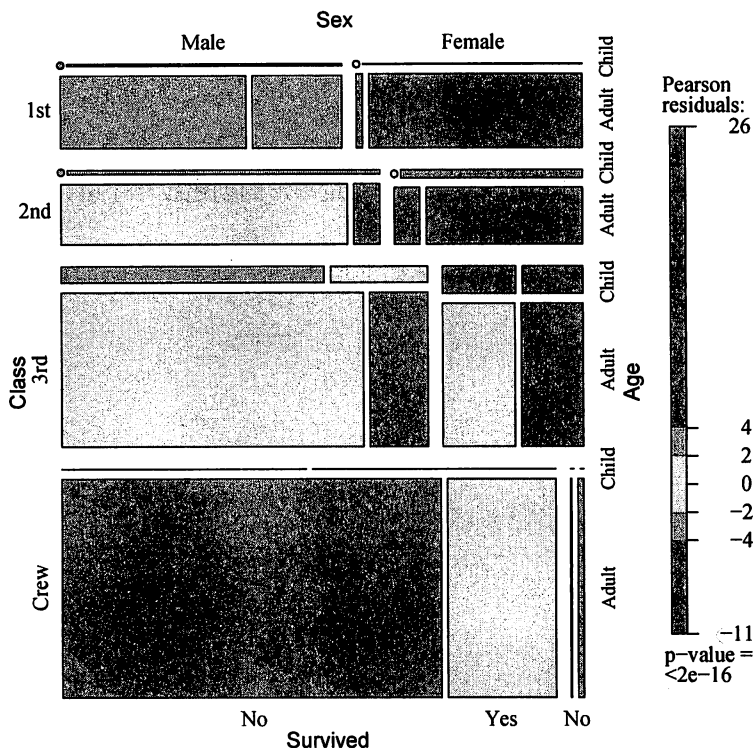 Sex
Male Female
Child
1st
Adult
Child
2nd
Adult
Child
3rd
Adult
Class
Age
Child
Crew
Adult
No Yes No
Survived
Pearson
residuals:
26
4
2
0
−2
−4
−11
p−value =
<2e−16